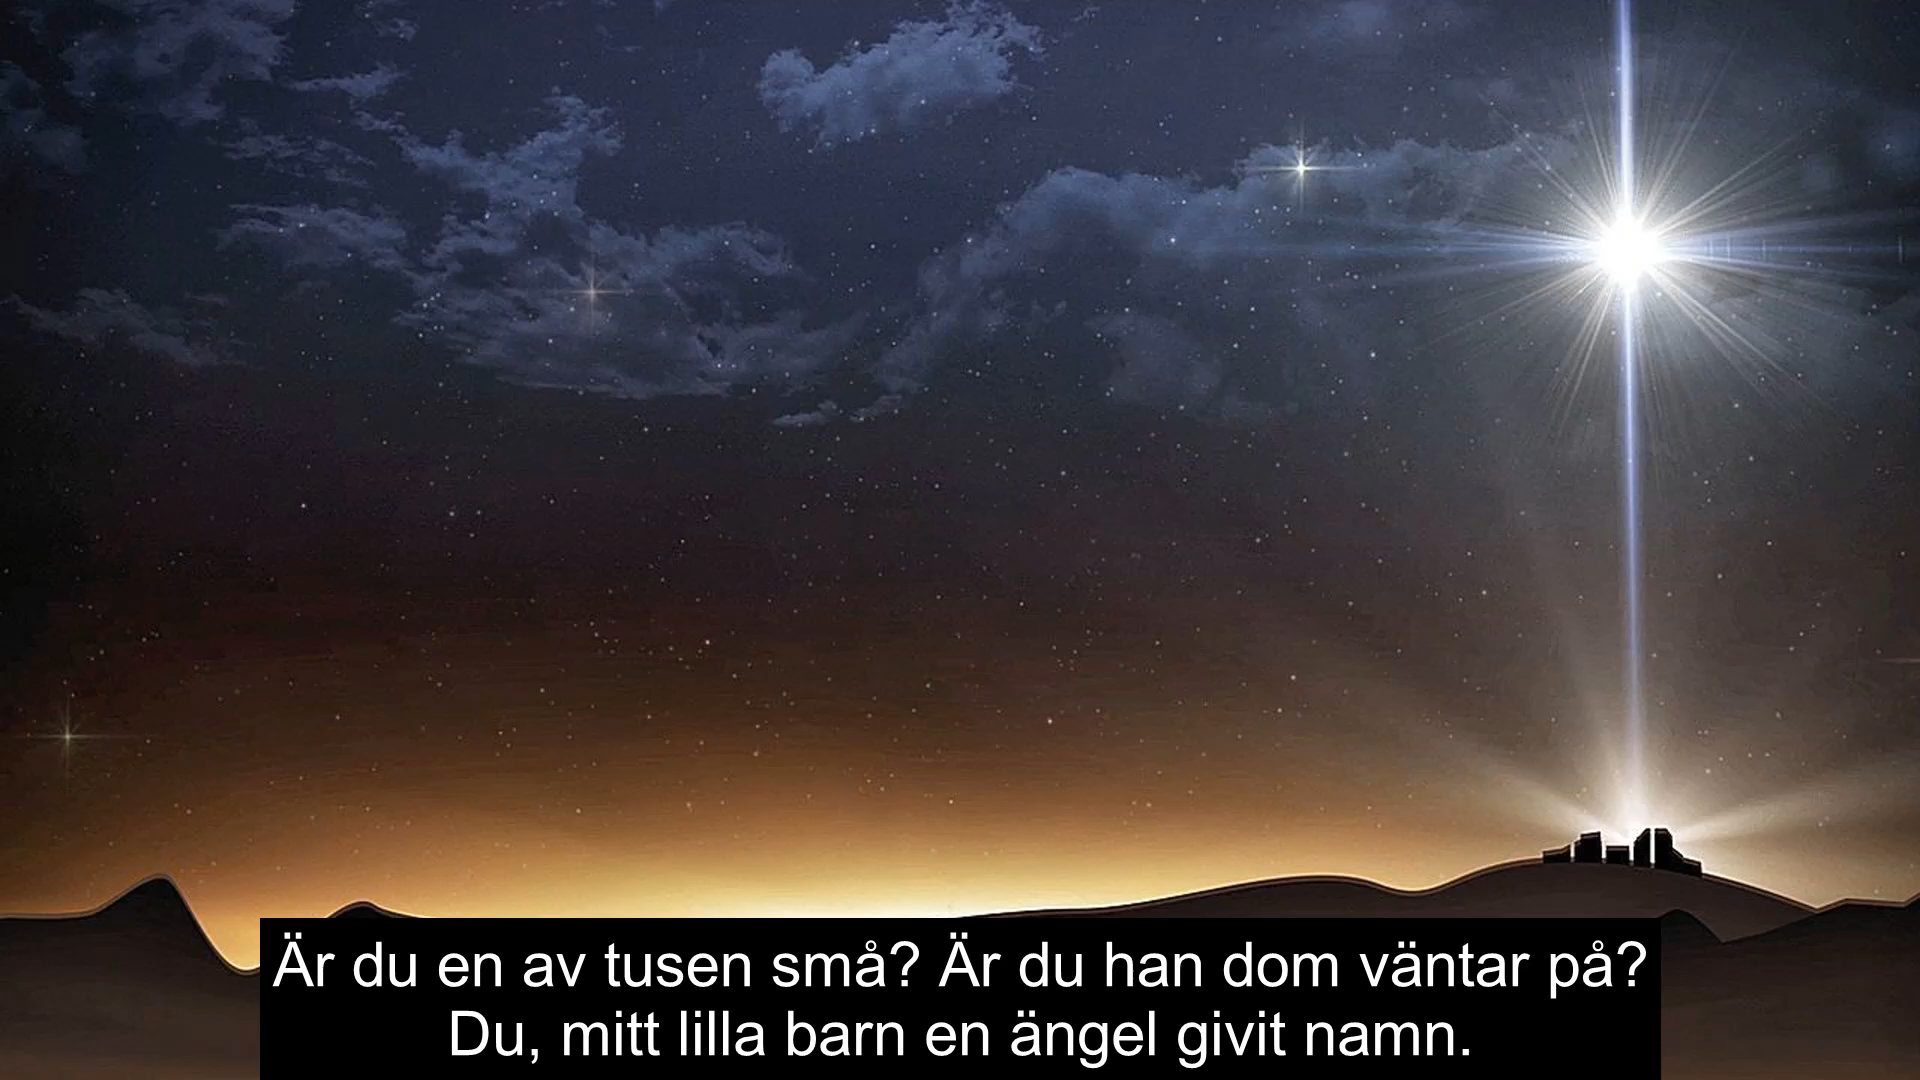 Är du en av tusen små? Är du han dom väntar på?
Du, mitt lilla barn en ängel givit namn.